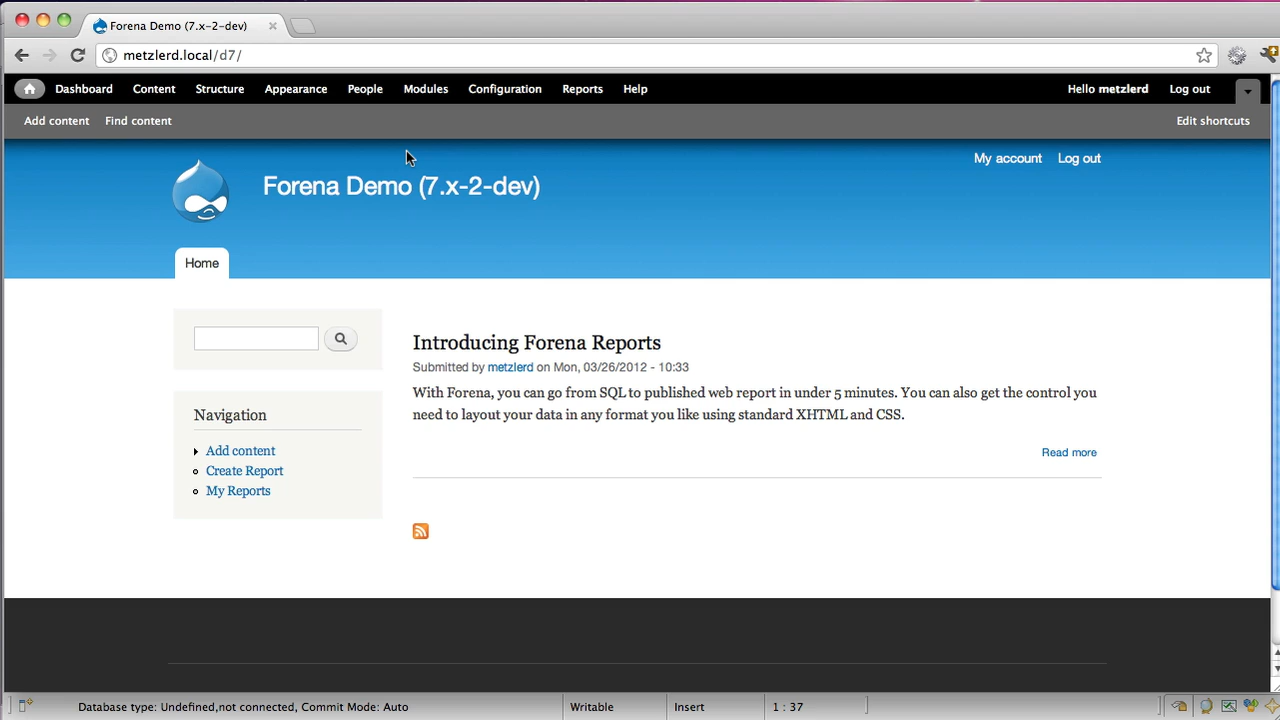 Forena Demo (7.x-2-dev)
metzlerd.local/d7/
Dashboard Content Structure Appearance People Modules Configuration Reports Help Hello metzlerd Log out
Add content Find content Edit shortcuts
My account Log out
Forena Demo (7.x-2-dev)
Home
Introducing Forena Reports
Submitted by metzlerd on Mon, 03/26/2012 - 10:33
With Forena, you can go from SQL to published web report in under 5 minutes. You can also get the control you
need to layout your data in any format you like using standard XHTML and CSS.
Read more
Navigation
Add content
Create Report
My Reports
Database type: Undefined,not connected, Commit Mode: Auto Writable Insert 1 : 37